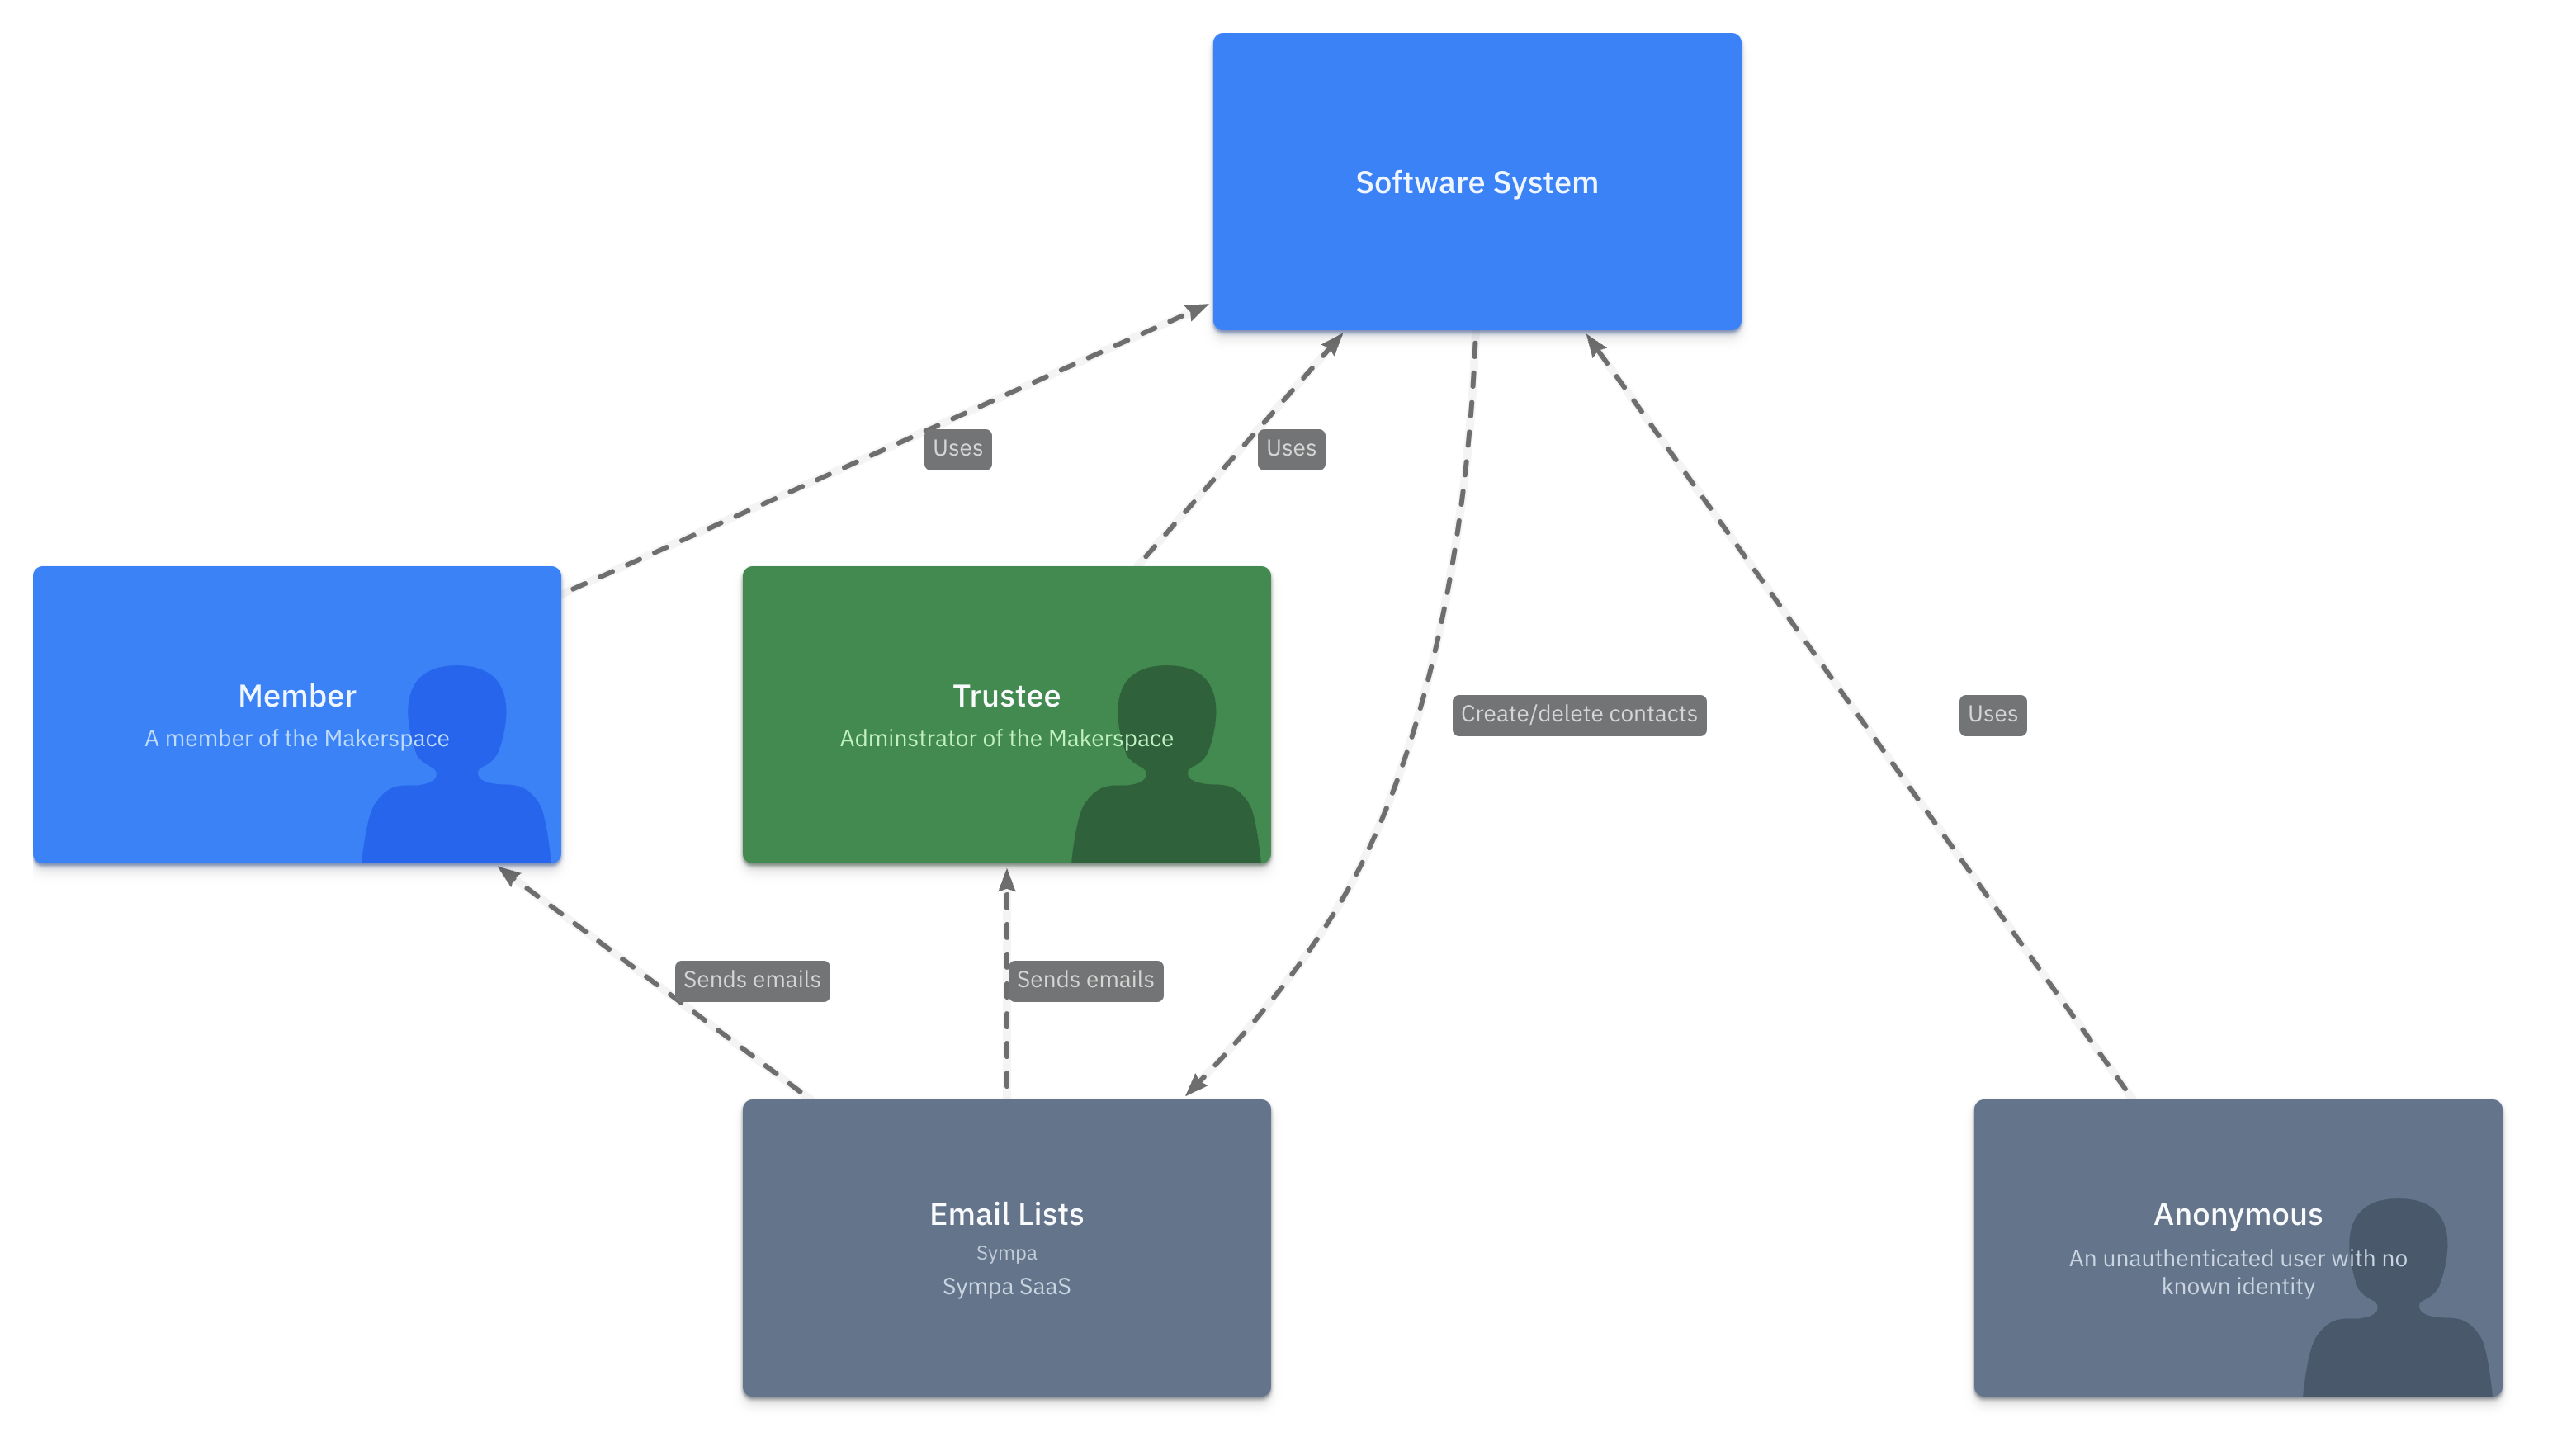 Software System
Uses
Uses
Member
A member of the Makerspace
Trustee
Adminstrator of the Makerspace
Create/delete contacts
Uses
Sends emails
Sends emails
Email Lists
Sympa
Sympa SaaS
Anonymous
An unauthenticated user with no
known identity